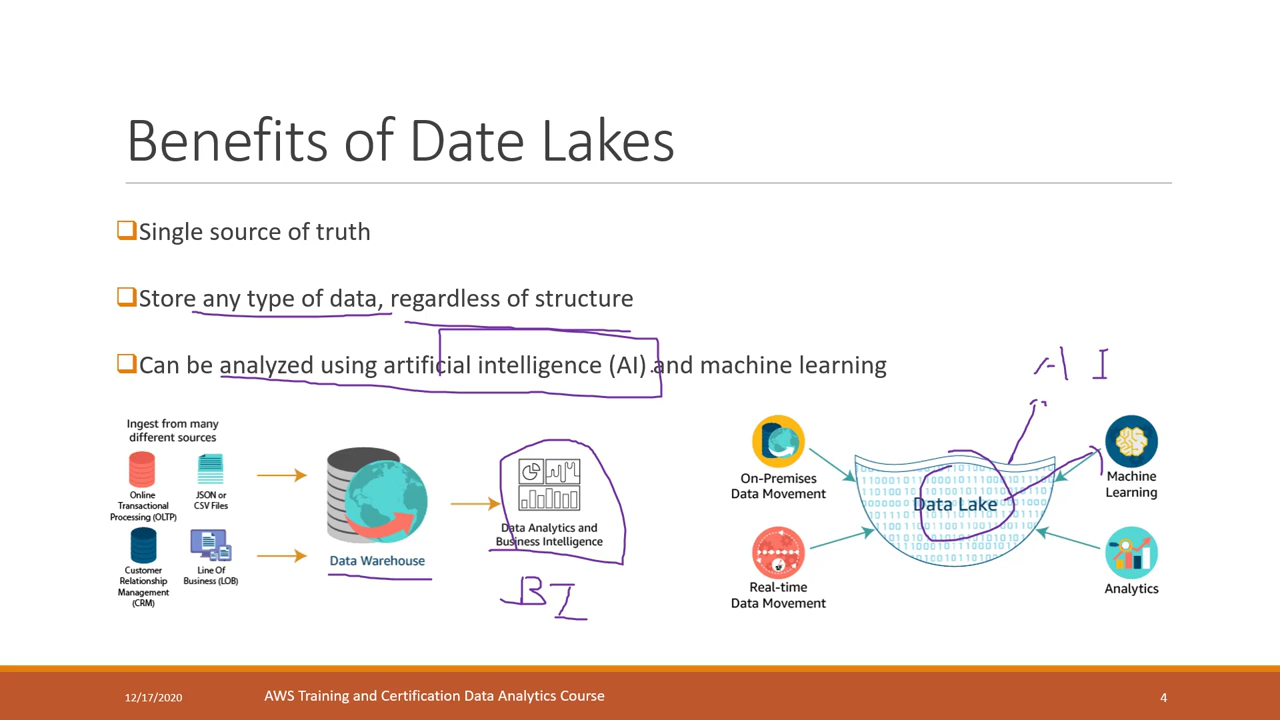 Benefits of Date Lakes
Single source of truth
Store any type of data, regardless of structure
Can be analyzed using artificial intelligence (AI) and machine learning
A I
Ingest from many
different sources
Online
Transactional
Processing (OLTP)
JSON or
CSV Files
Customer
Relationship
Management
(CRM)
Line Of
Business (LOB)
Data Warehouse
Data Analytics and
Business Intelligence
BI
On-Premises
Data Movement
Real-time
Data Movement
Data Lake
Machine
Learning
Analytics
12/17/2020
AWS Training and Certification Data Analytics Course
4